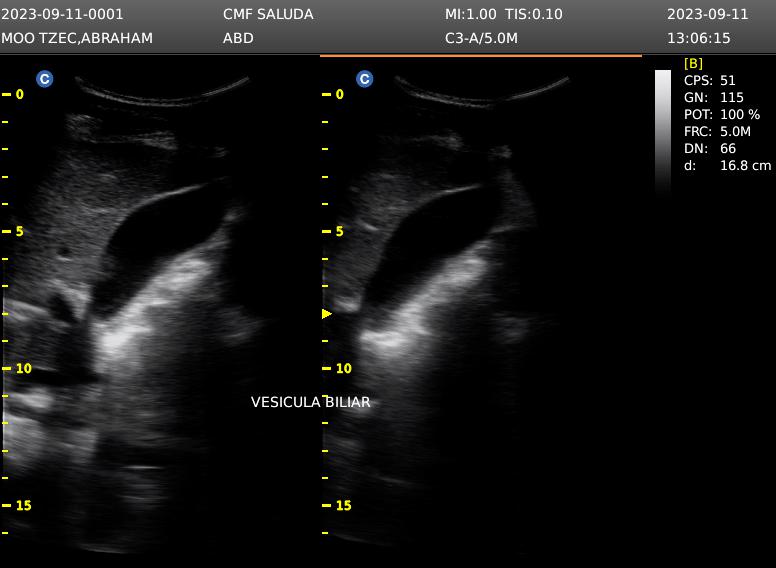 2023-09-11-0001 CMF SALUDA MI:1.00 TIS:0.10 2023-09-11
MOO TZEC,ABRAHAM ABD C3-A/5.0M 13:06:15
C C
[B]
0 0
CPS: 51
GN: 115
POT: 100 %
FRC: 5.0M
DN: 66
d: 16.8 cm
5 5
10 10
VESICULA BILIAR
15 15